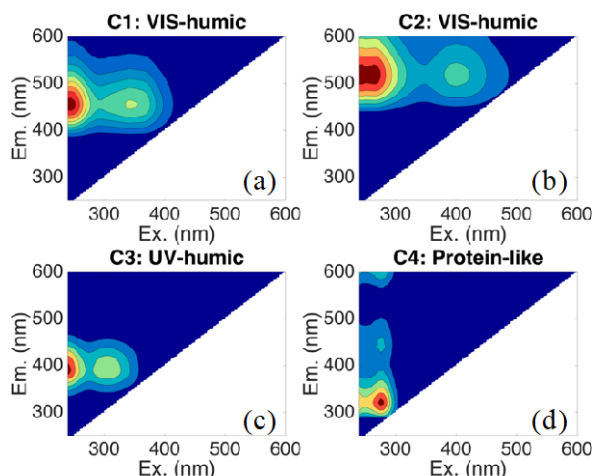 C1: VIS-humic
600
500
400
300
Em. (nm)
300 400 500 600
Ex. (nm)
(a)
C2: VIS-humic
600
500
400
300
Em. (nm)
300 400 500 600
Ex. (nm)
(b)
C3: UV-humic
600
500
400
300
Em. (nm)
300 400 500 600
Ex. (nm)
(c)
C4: Protein-like
600
500
400
300
Em. (nm)
300 400 500 600
Ex. (nm)
(d)